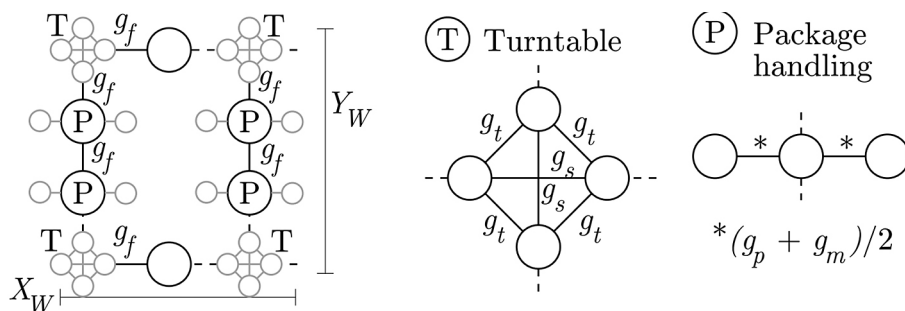 T g_f T
g_f g_f
P P
Y_W
g_f g_f
P P
T g_f T
X_W
T Turntable
g_t g_t
g_s
g_s
g_t g_t
P Package
handling
* *
*(g_p + g_m)/2